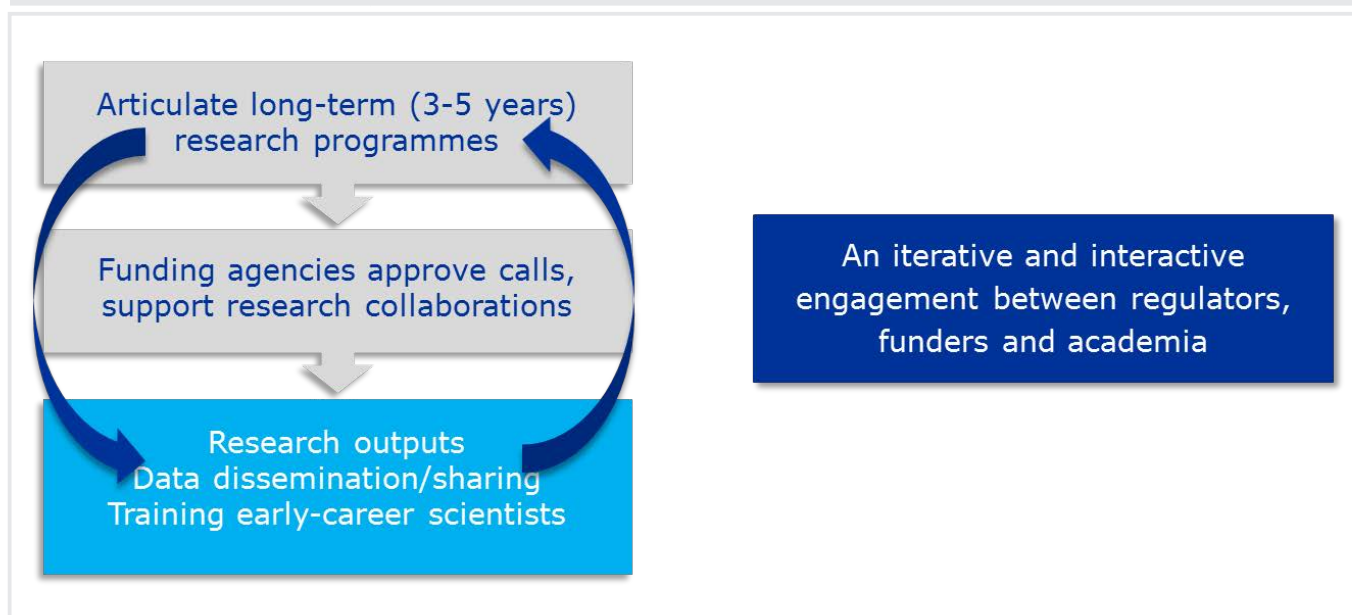 Articulate long-term (3-5 years)
research programmes
Funding agencies approve calls,
support research collaborations
Research outputs
Data dissemination/sharing
Training early-career scientists
An iterative and interactive
engagement between regulators,
funders and academia